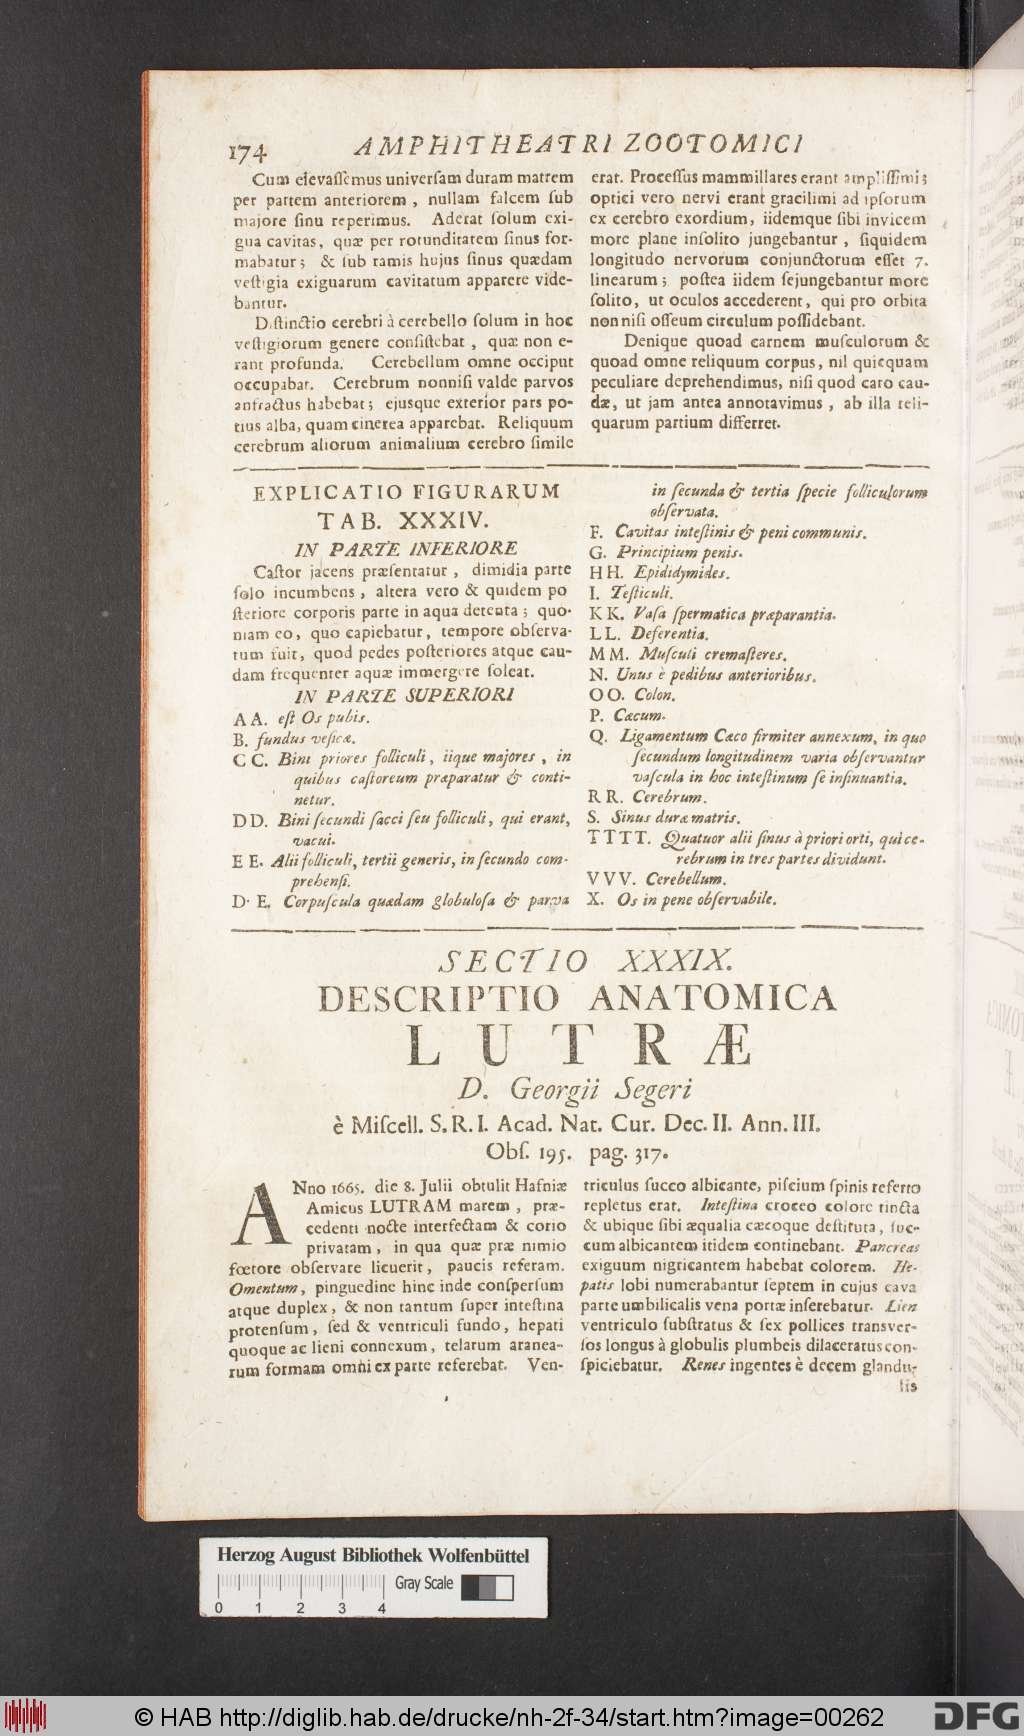 174 AMPHITHEATRI ZOOTOMICI
Cum elevaſſemus univerſam duram matrem
per partem anteriorem, nullam falcem ſub
majore ſinu reperimus. Aderat ſolum exi-
gua cavitas, quæ per rotunditatem ſinus for-
mabatur; & ſub ramis hujus ſinus quædam
veſtigia exiguarum cavitatum apparere vide-
bantur.
Diſtinctio cerebri à cerebello ſolum in hoc
veſtigiorum genere conſiſtebat, quæ non e-
rant profunda. Cerebellum omne occiput
occupabat. Cerebrum nonniſi valde parvos
anfractus habebat; ejusque exterior pars po-
tius alba, quam cinerea apparebat. Reliquum
cerebrum aliorum animalium cerebro ſimile
erat. Proceſſus mammillares erant ampliſſimi;
optici vero nervi erant gracilimi ad ipſorum
ex cerebro exordium, iidemque ſibi invicem
more plane inſolito jungebantur, ſiquidem
longitudo nervorum conjunctorum eſſet 7.
linearum; poſtea iidem ſejungebantur more
ſolito, ut oculos accederent, qui pro orbita
non niſi oſſeum circulum poſſidebant.
Denique quoad carnem muſculorum &
quoad omne reliquum corpus, nil quicquam
peculiare deprehendimus, niſi quod caro cau-
dæ, ut jam antea annotavimus, ab illa reli-
quarum partium differret.
EXPLICATIO FIGURARUM
TAB. XXXIV.
IN PARTE INFERIORE
Caſtor jacens præſentatur, dimidia parte
ſolo incumbens, altera vero & quidem po
ſteriore corporis parte in aqua detenta; quo-
niam eo, quo capiebatur, tempore obſerva-
tum fuit, quod pedes poſteriores atque cau-
dam frequenter aquæ immergere ſoleat.
IN PARTE SUPERIORI
A A. eſt Os pubis.
B. fundus veſicæ.
C C. Bini priores folliculi, iique majores, in
quibus caſtoreum præparatur & conti-
netur.
D D. Bini ſecundi ſacci ſeu folliculi, qui erant,
vacui.
E E. Alii folliculi, tertii generis, in ſecundo com-
prehenſi.
D. E. Corpuſcula quædam globuloſa & parva
in ſecunda & tertia ſpecie folliculorum
obſervata.
F. Cavitas inteſtinis & peni communis.
G. Principium penis.
H H. Epididymides.
I. Teſticuli.
K K. Vaſa ſpermatica præparantia.
L L. Deferentia.
M M. Muſculi cremaſteres.
N. Unus è pedibus anterioribus.
O O. Colon.
P. Cæcum.
Q. Ligamentum Cæco firmiter annexum, in quo
ſecundum longitudinem varia obſervantur
vaſcula in hoc inteſtinum ſe inſinuantia.
R R. Cerebrum.
S. Sinus duræ matris.
T T T T. Quatuor alii ſinus à priori orti, qui ce-
rebrum in tres partes dividunt.
V V V. Cerebellum.
X. Os in pene obſervabile.
SECTIO XXXIX.
DESCRIPTIO ANATOMICA
LUTRÆ
D. Georgii Segeri
è Miſcell. S. R. I. Acad. Nat. Cur. Dec. II. Ann. III.
Obſ. 195. pag. 317.
ANno 1665. die 8. Julii obtulit Hafniæ
Amicus LUTRAM marem, præ-
cedenti nocte interfectam & corio
privatam, in qua quæ præ nimio
fœtore obſervare licuerit, paucis referam.
Omentum, pinguedine hinc inde conſperſum
atque duplex, & non tantum ſuper inteſtina
protenſum, ſed & ventriculi fundo, hepati
quoque ac lieni connexum, telarum aranea-
rum formam omni ex parte referebat. Ven-
triculus ſucco albicante, piſcium ſpinis referto
repletus erat. Inteſtina croceo colore tincta
& ubique ſibi æqualia cæcoque deſtituta, ſuc-
cum albicantem itidem continebant. Pancreas
exiguum nigricantem habebat colorem. He-
patis lobi numerabantur ſeptem in cujus cava
parte umbilicalis vena portæ inſerebatur. Lien
ventriculo ſubſtratus & ſex pollices transver-
ſos longus à globulis plumbeis dilaceratus con-
ſpiciebatur. Renes ingentes è decem glandu-
lis
Herzog August Bibliothek Wolfenbüttel
Gray Scale
0 1 2 3 4
© HAB http://diglib.hab.de/drucke/nh-2f-34/start.htm?image=00262
DFG